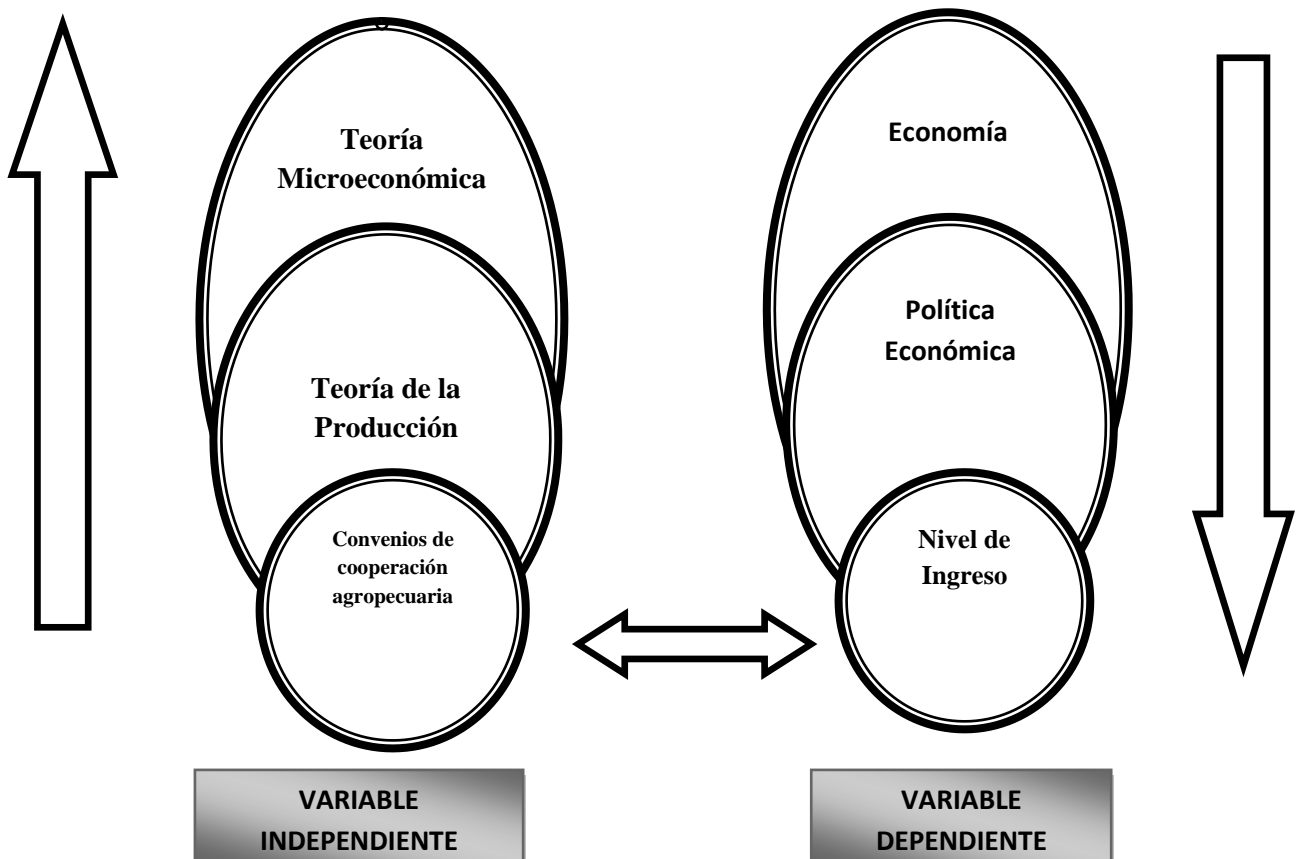 Teoría
Microeconómica
Teoría de la
Producción
Convenios de
cooperación
agropecuaria
VARIABLE
INDEPENDIENTE
Economía
Política
Económica
Nivel de
Ingreso
VARIABLE
DEPENDIENTE